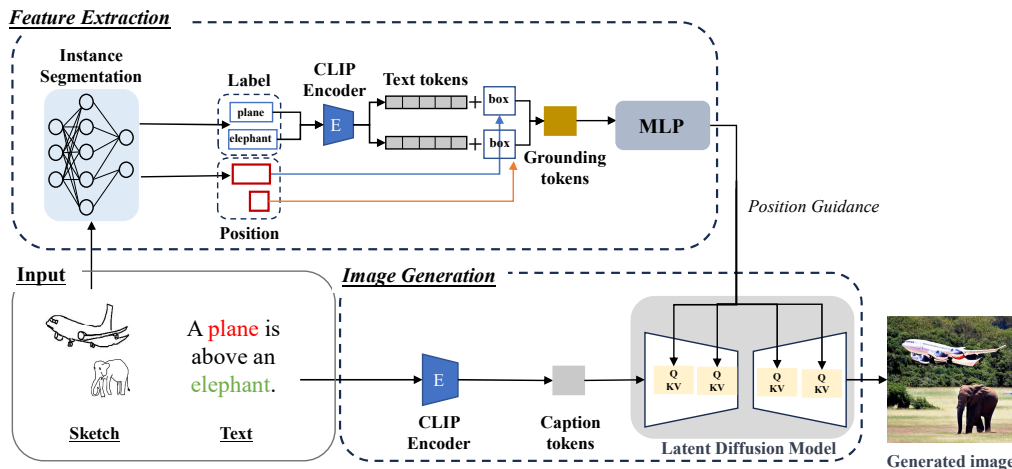 Feature Extraction
Instance
Segmentation
Label
plane
elephant
Position
CLIP
Encoder
E
Text tokens
+
box
+
box
Grounding
tokens
MLP
Position Guidance
Input
A plane is
above an
elephant.
Sketch
Text
Image Generation
E
CLIP
Encoder
Caption
tokens
Q
KV
Q
KV
Q
KV
Q
KV
Latent Diffusion Model
Generated image